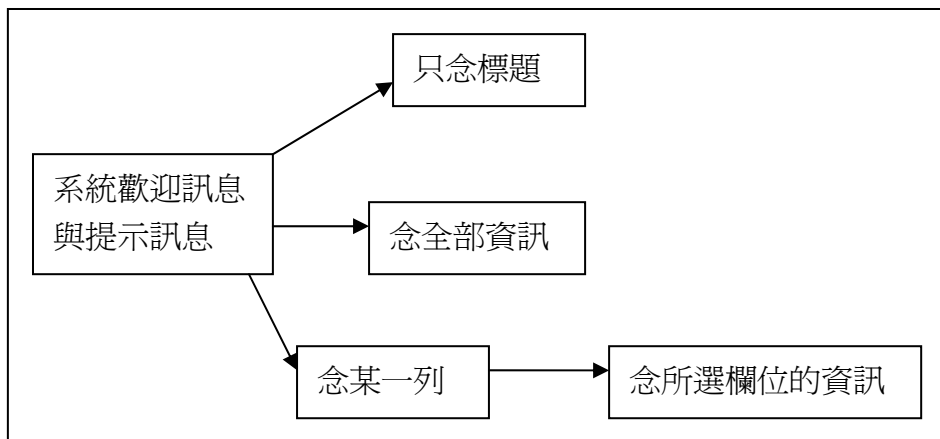 只念標題
系統歡迎訊息
與提示訊息
念全部資訊
念某一列
念所選欄位的資訊